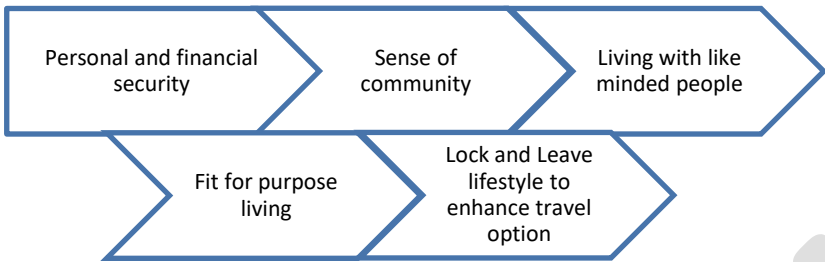 Personal and financial
security
Sense of
community
Living with like
minded people
Fit for purpose
living
Lock and Leave
lifestyle to
enhance travel
option